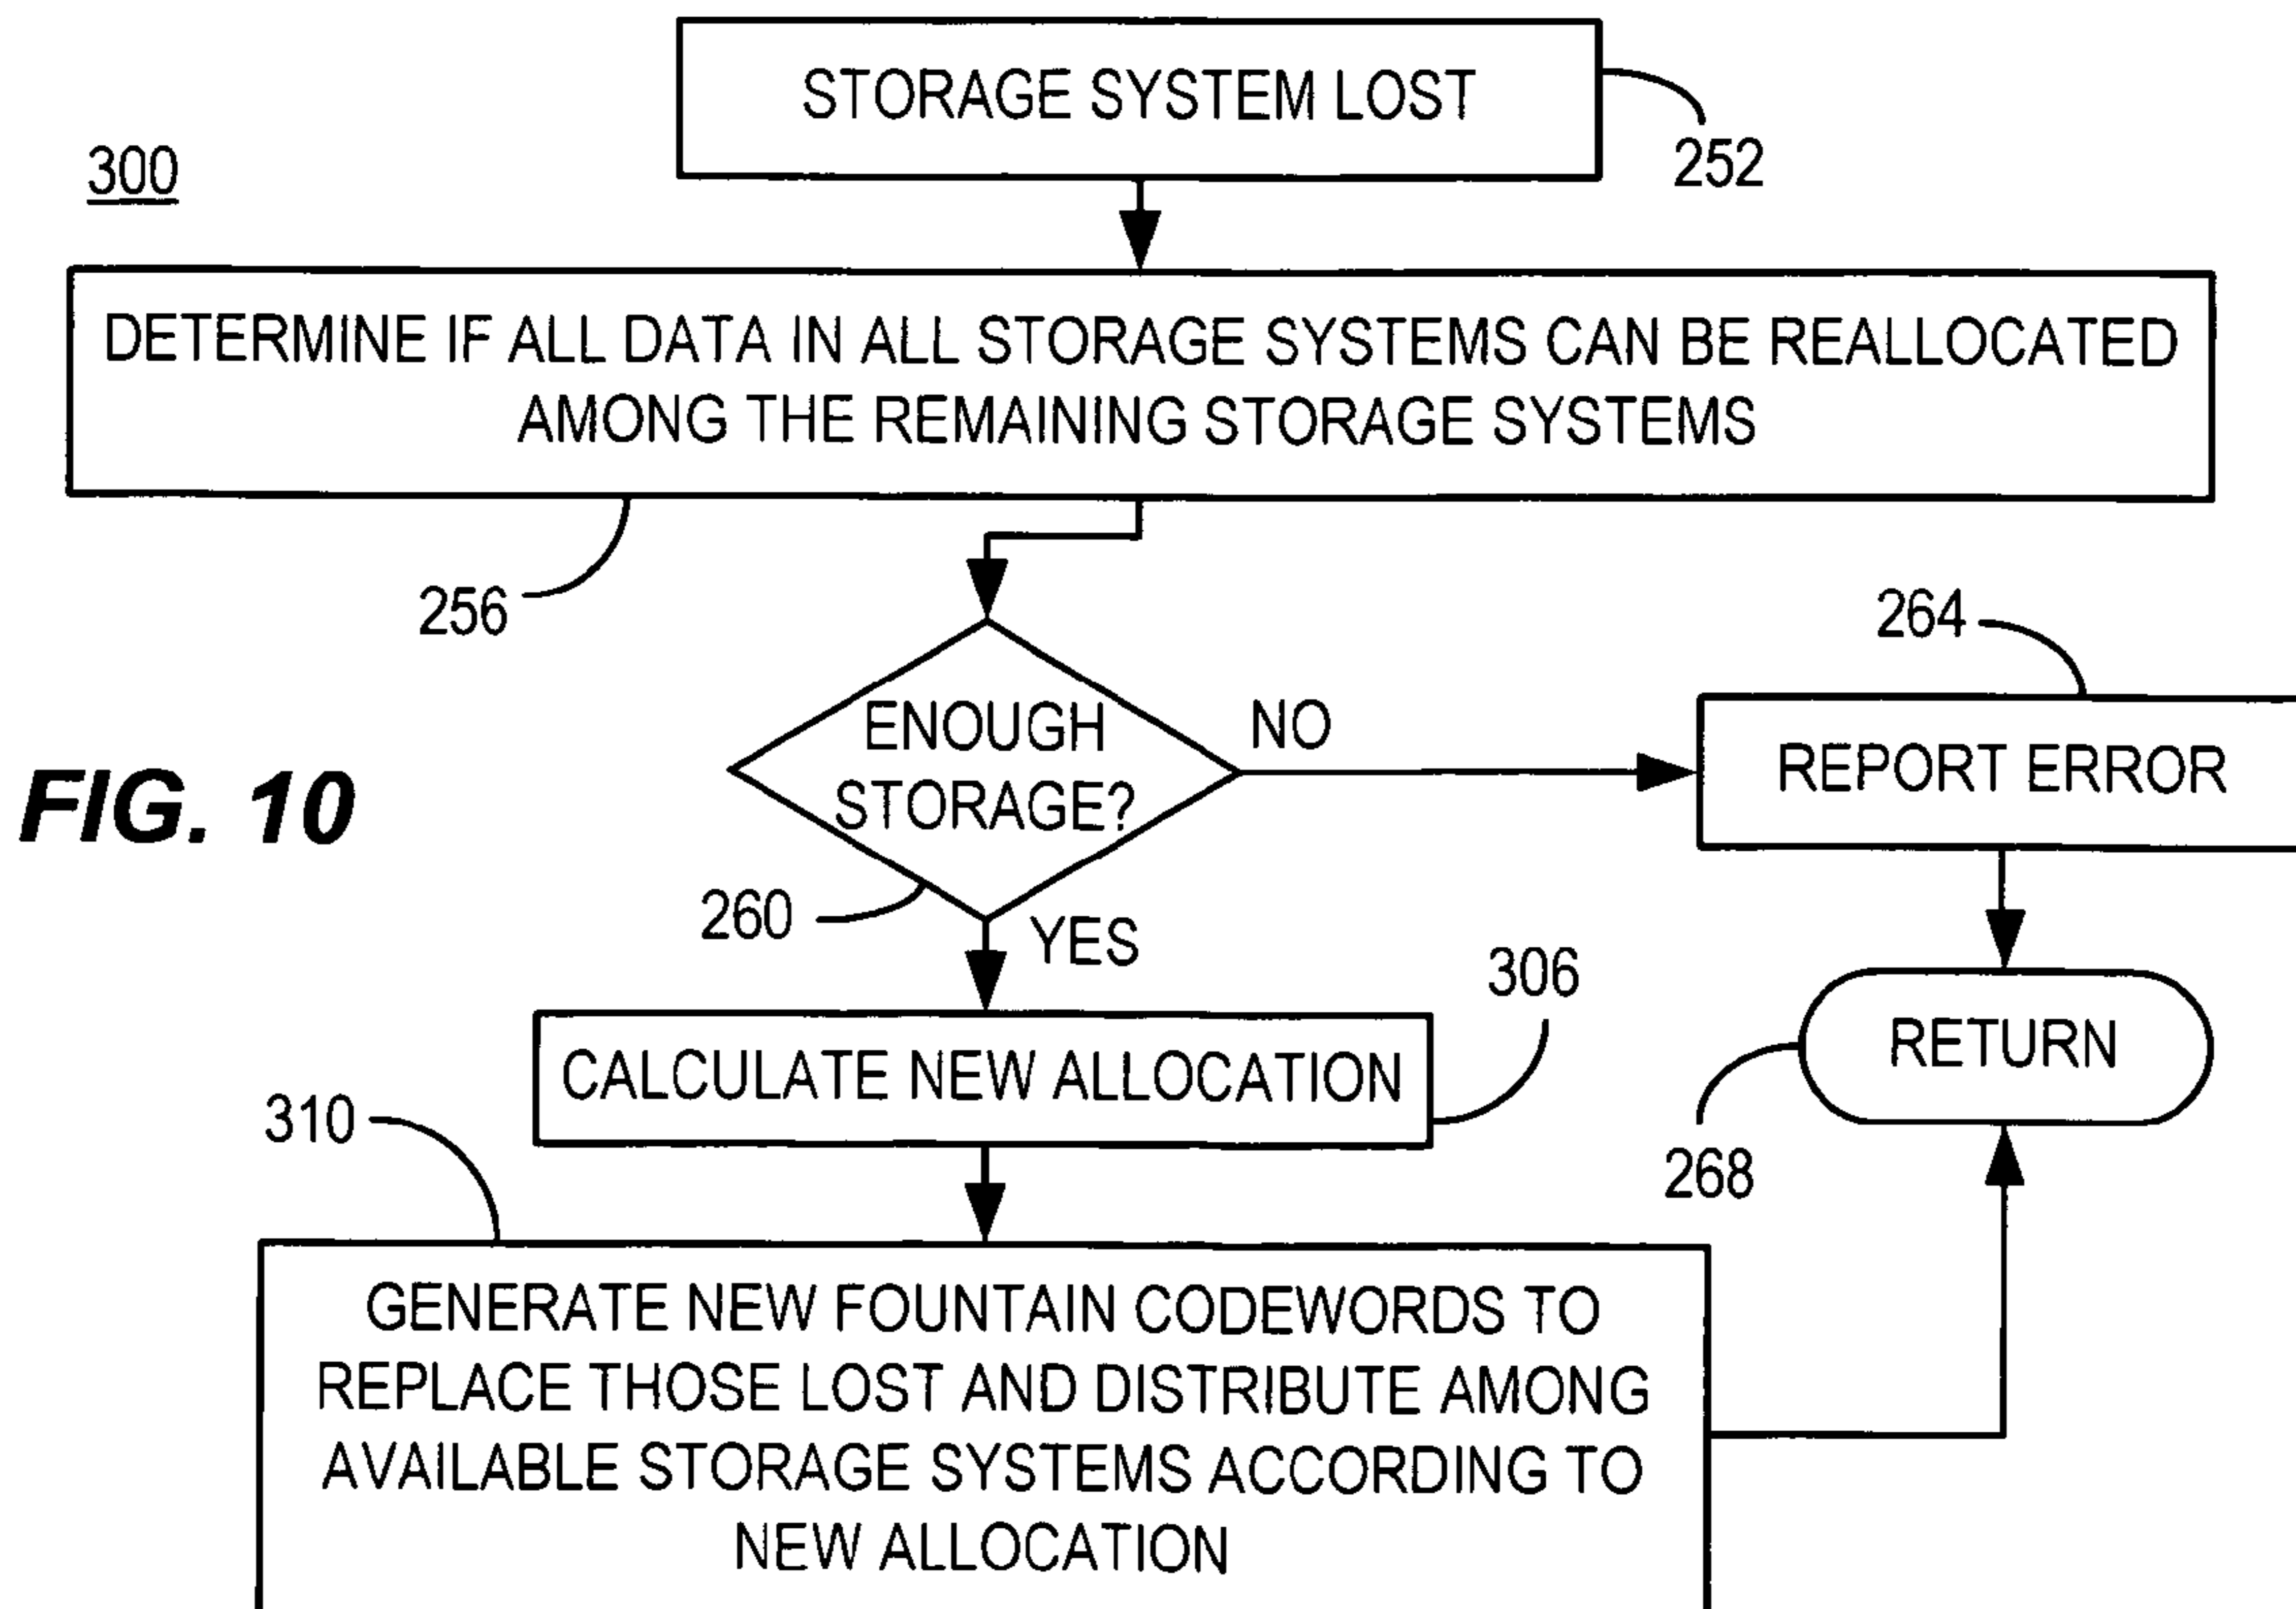 STORAGE SYSTEM LOST
252
300
DETERMINE IF ALL DATA IN ALL STORAGE SYSTEMS CAN BE REALLOCATED
AMONG THE REMAINING STORAGE SYSTEMS
256
264
ENOUGH
STORAGE?
NO
REPORT ERROR
FIG. 10
260
YES
306
CALCULATE NEW ALLOCATION
RETURN
310
268
GENERATE NEW FOUNTAIN CODEWORDS TO
REPLACE THOSE LOST AND DISTRIBUTE AMONG
AVAILABLE STORAGE SYSTEMS ACCORDING TO
NEW ALLOCATION